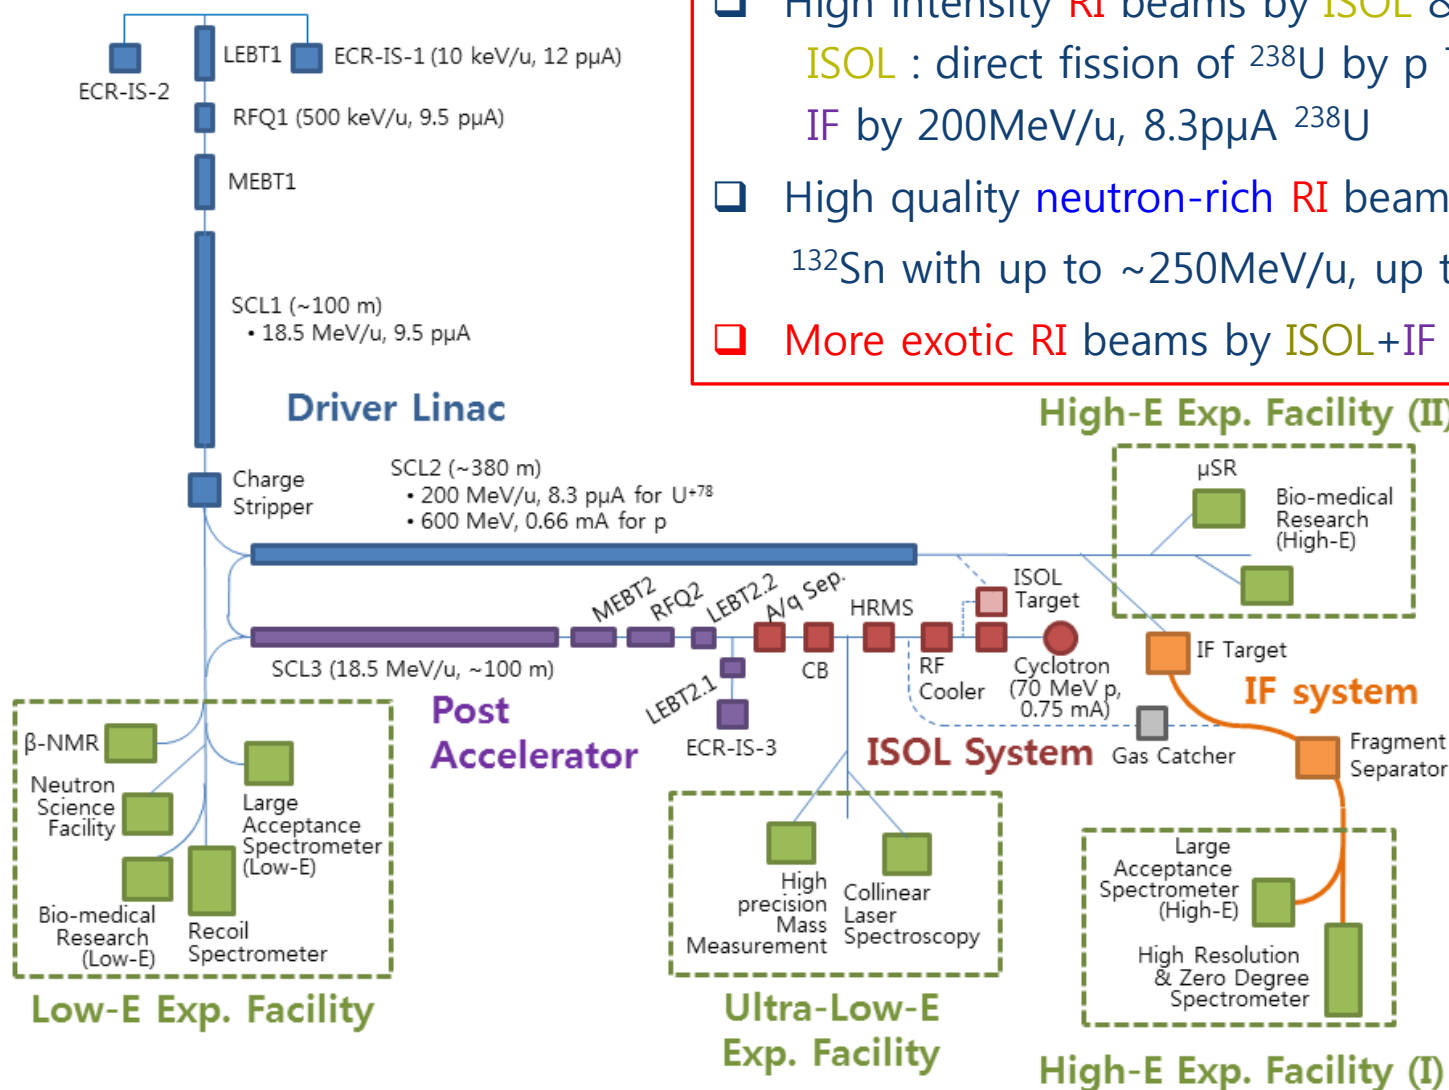 ❑ High intensity RI beams by ISOL &
ISOL : direct fission of ²³⁸U by p
IF by 200MeV/u, 8.3pμA ²³⁸U
❑ High quality neutron-rich RI beam
¹³²Sn with up to ~250MeV/u, up t
❑ More exotic RI beams by ISOL+IF
ECR-IS-2
LEBT1
ECR-IS-1 (10 keV/u, 12 pμA)
RFQ1 (500 keV/u, 9.5 pμA)
MEBT1
SCL1 (~100 m)
• 18.5 MeV/u, 9.5 pμA
Driver Linac
Charge
Stripper
SCL2 (~380 m)
• 200 MeV/u, 8.3 pμA for U⁺⁷⁸
• 600 MeV, 0.66 mA for p
High-E Exp. Facility (II)
μSR
Bio-medical
Research
(High-E)
MEBT2
RFQ2
LEBT2.2
A/q Sep.
HRMS
ISOL
Target
SCL3 (18.5 MeV/u, ~100 m)
LEBT2.1
ECR-IS-3
CB
RF
Cooler
Cyclotron
(70 MeV p,
0.75 mA)
IF Target
IF system
Post
Accelerator
ISOL System
Gas Catcher
Fragment
Separator
β-NMR
Neutron
Science
Facility
Large
Acceptance
Spectrometer
(Low-E)
Bio-medical
Research
(Low-E)
Recoil
Spectrometer
Low-E Exp. Facility
High
precision
Mass
Measurement
Collinear
Laser
Spectroscopy
Ultra-Low-E
Exp. Facility
Large
Acceptance
Spectrometer
(High-E)
High Resolution
& Zero Degree
Spectrometer
High-E Exp. Facility (I)